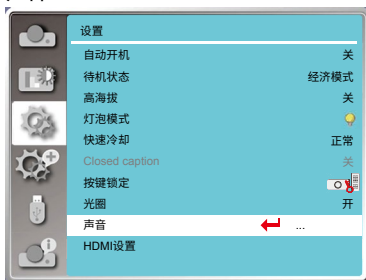 设置
自动开机 关
待机状态 经济模式
高海拔 关
灯泡模式
快速冷却 正常
Closed caption 关
按键锁定
光圈 开
声音 ...
HDMI设置